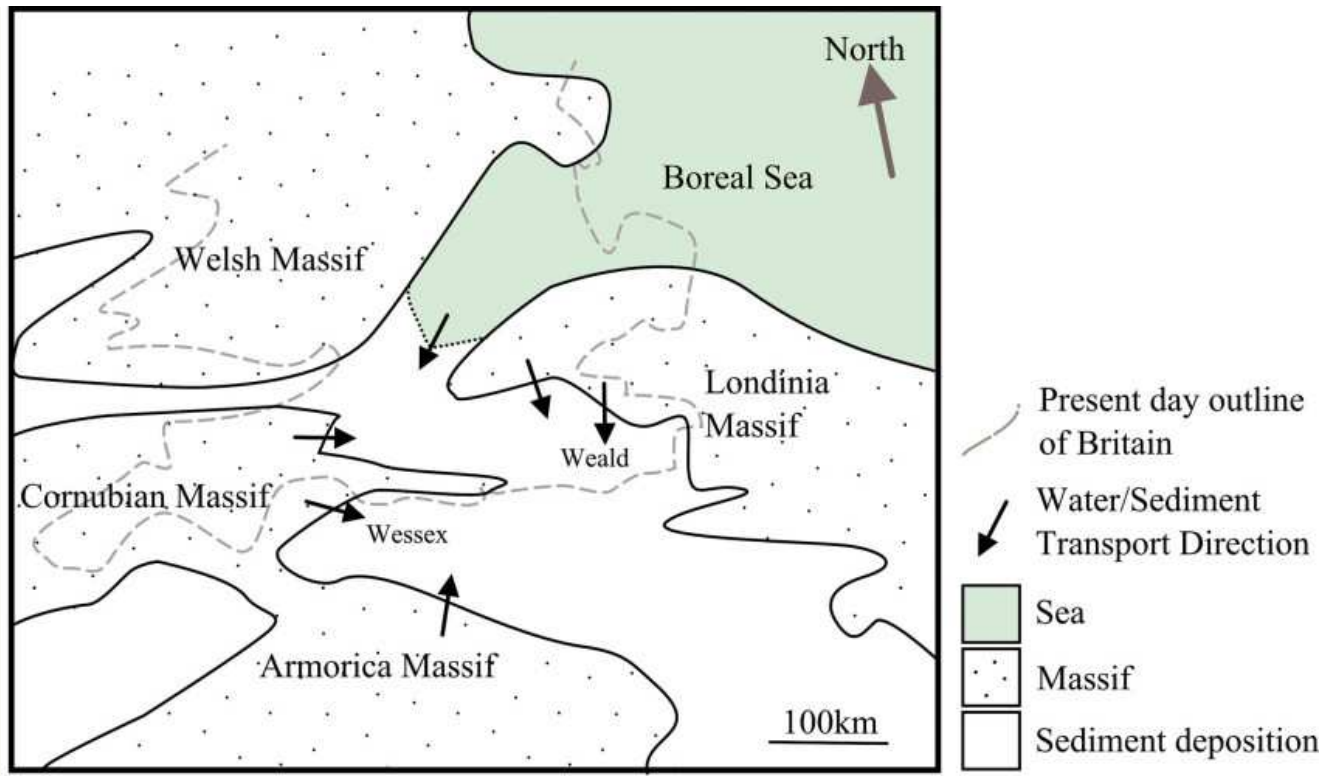 North
Boreal Sea
Welsh Massif
Londínia
Massif
Weald
Cornubian Massif
Wessex
Armorica Massif
100km
Present day outline
of Britain
Water/Sediment
Transport Direction
Sea
Massif
Sediment deposition